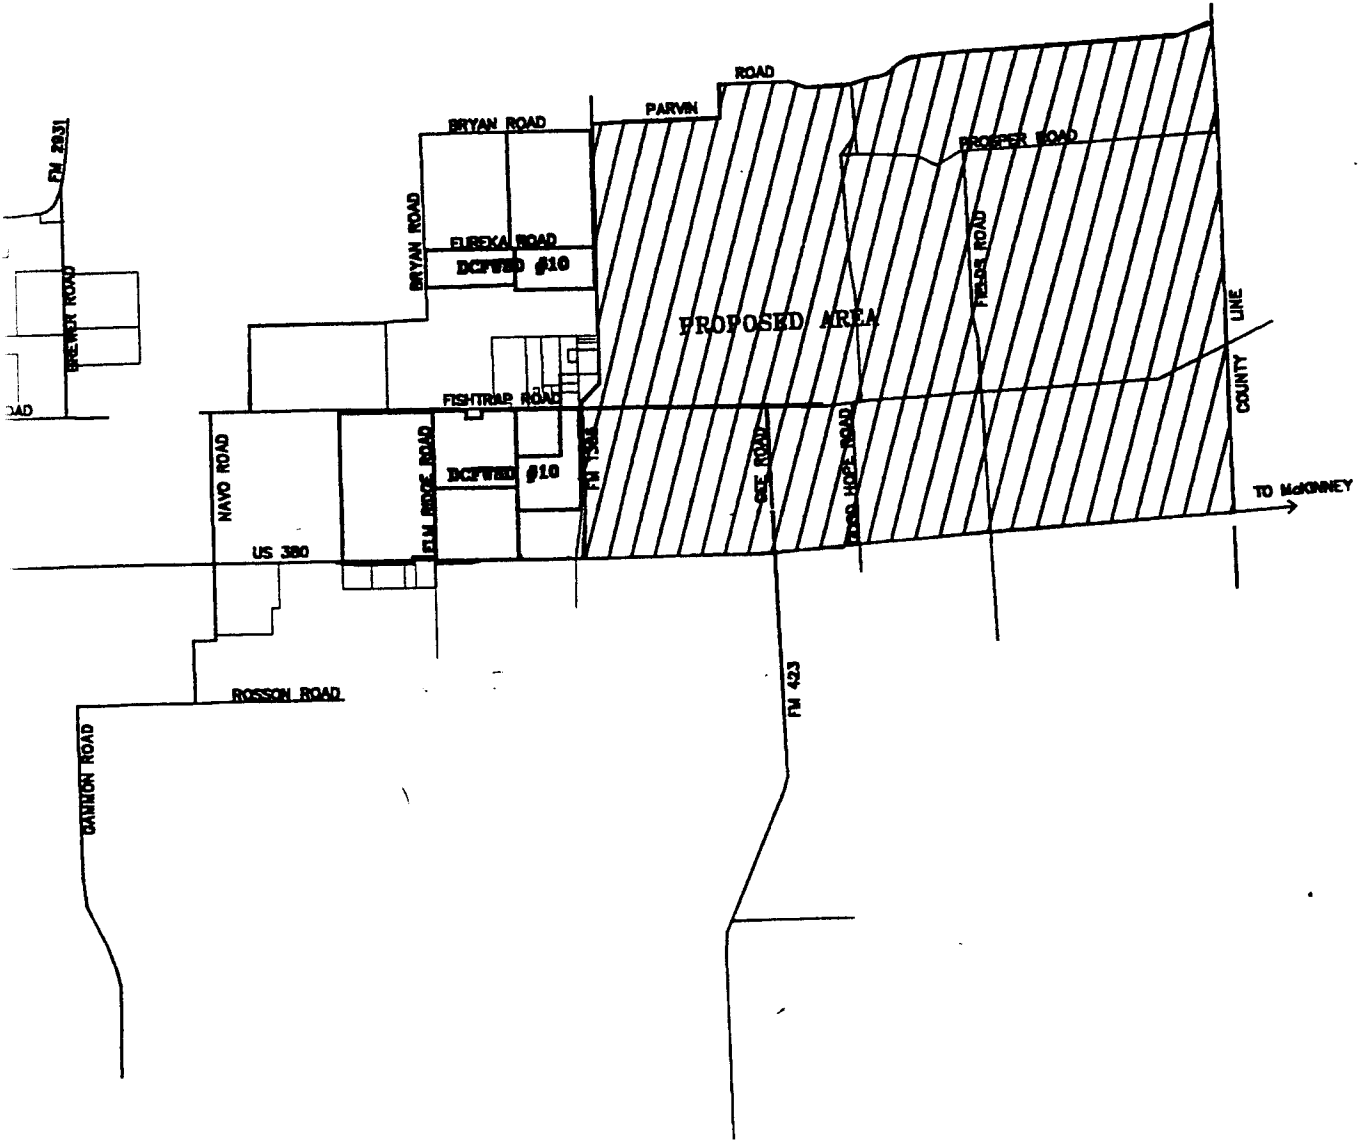 ROAD
PARVIN
BRYAN ROAD
FM 2931
PROSPER ROAD
BRYAN ROAD
EUREKA ROAD
DCFWSD #10
FIELDS ROAD
BREWER ROAD
PROPOSED AREA
COUNTY LINE
FISHTRAP ROAD
OAD
NAVO ROAD
ELM RIDGE ROAD
DCFWSD #10
FM 1385
GEE ROAD
GOOD HOPE ROAD
TO McKINNEY
US 380
FM 423
ROSSON ROAD
GAMMON ROAD